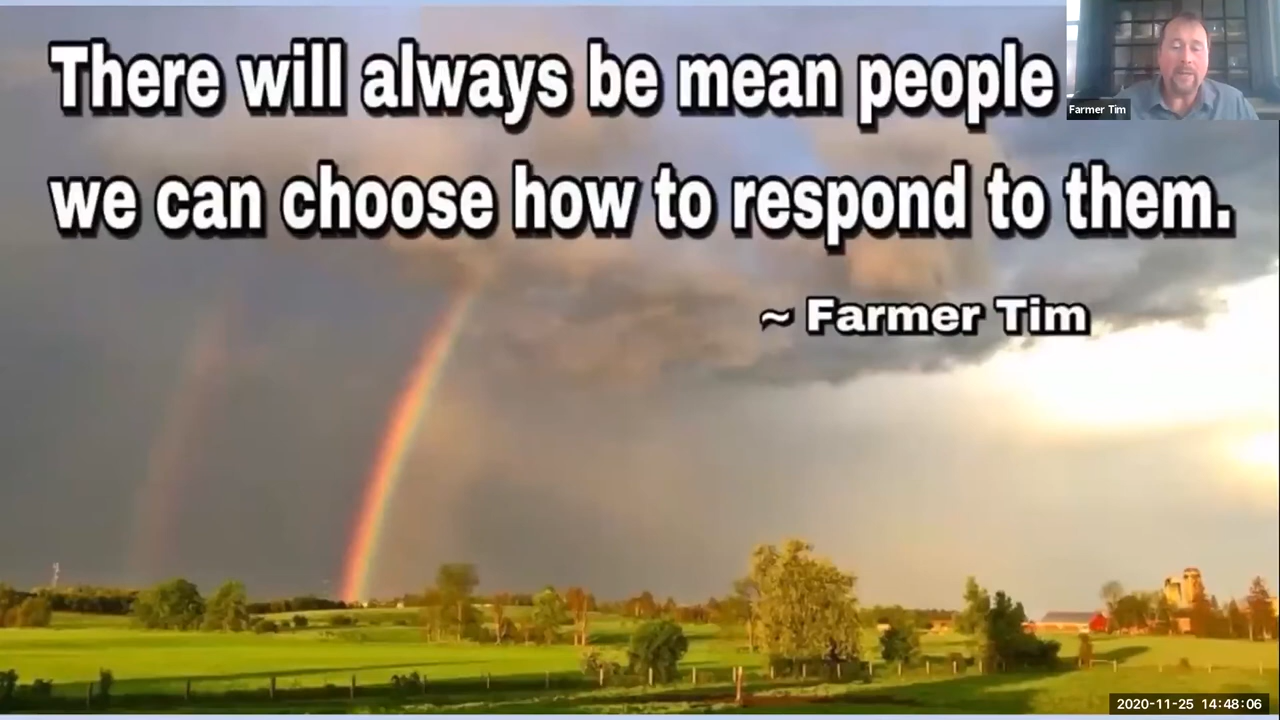 There will always be mean people
we can choose how to respond to them.
~ Farmer Tim
Farmer Tim
2020-11-25 14:48:06